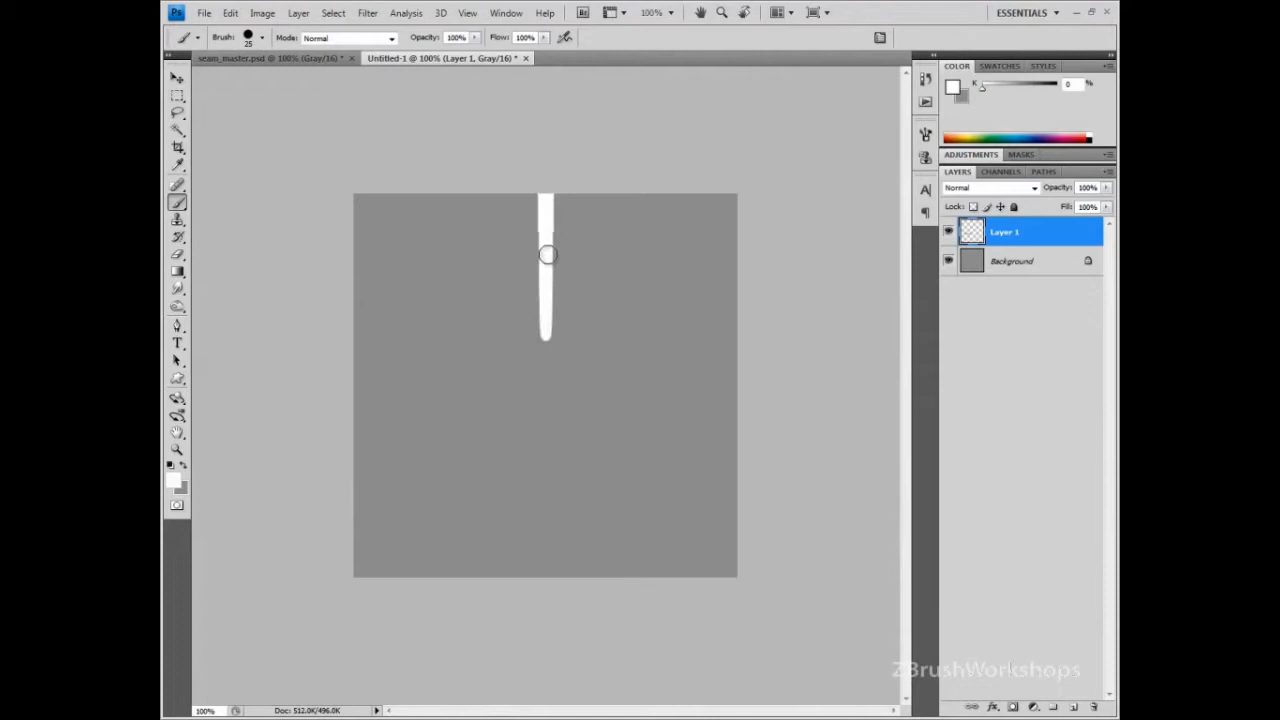 Ps File Edit Image Layer Select Filter Analysis 3D View Window Help Br 100% ESSENTIALS
Brush: 25 Mode: Normal Opacity: 100% Flow: 100%
seam_master.psd @ 100% (Gray/16) * Untitled-1 @ 100% (Layer 1, Gray/16) *
COLOR SWATCHES STYLES
K 0 %
ADJUSTMENTS MASKS
LAYERS CHANNELS PATHS
Normal Opacity: 100%
Lock: Fill: 100%
Layer 1
Background
ZBrushWorkshops
100% Doc: 512.0K/496.0K